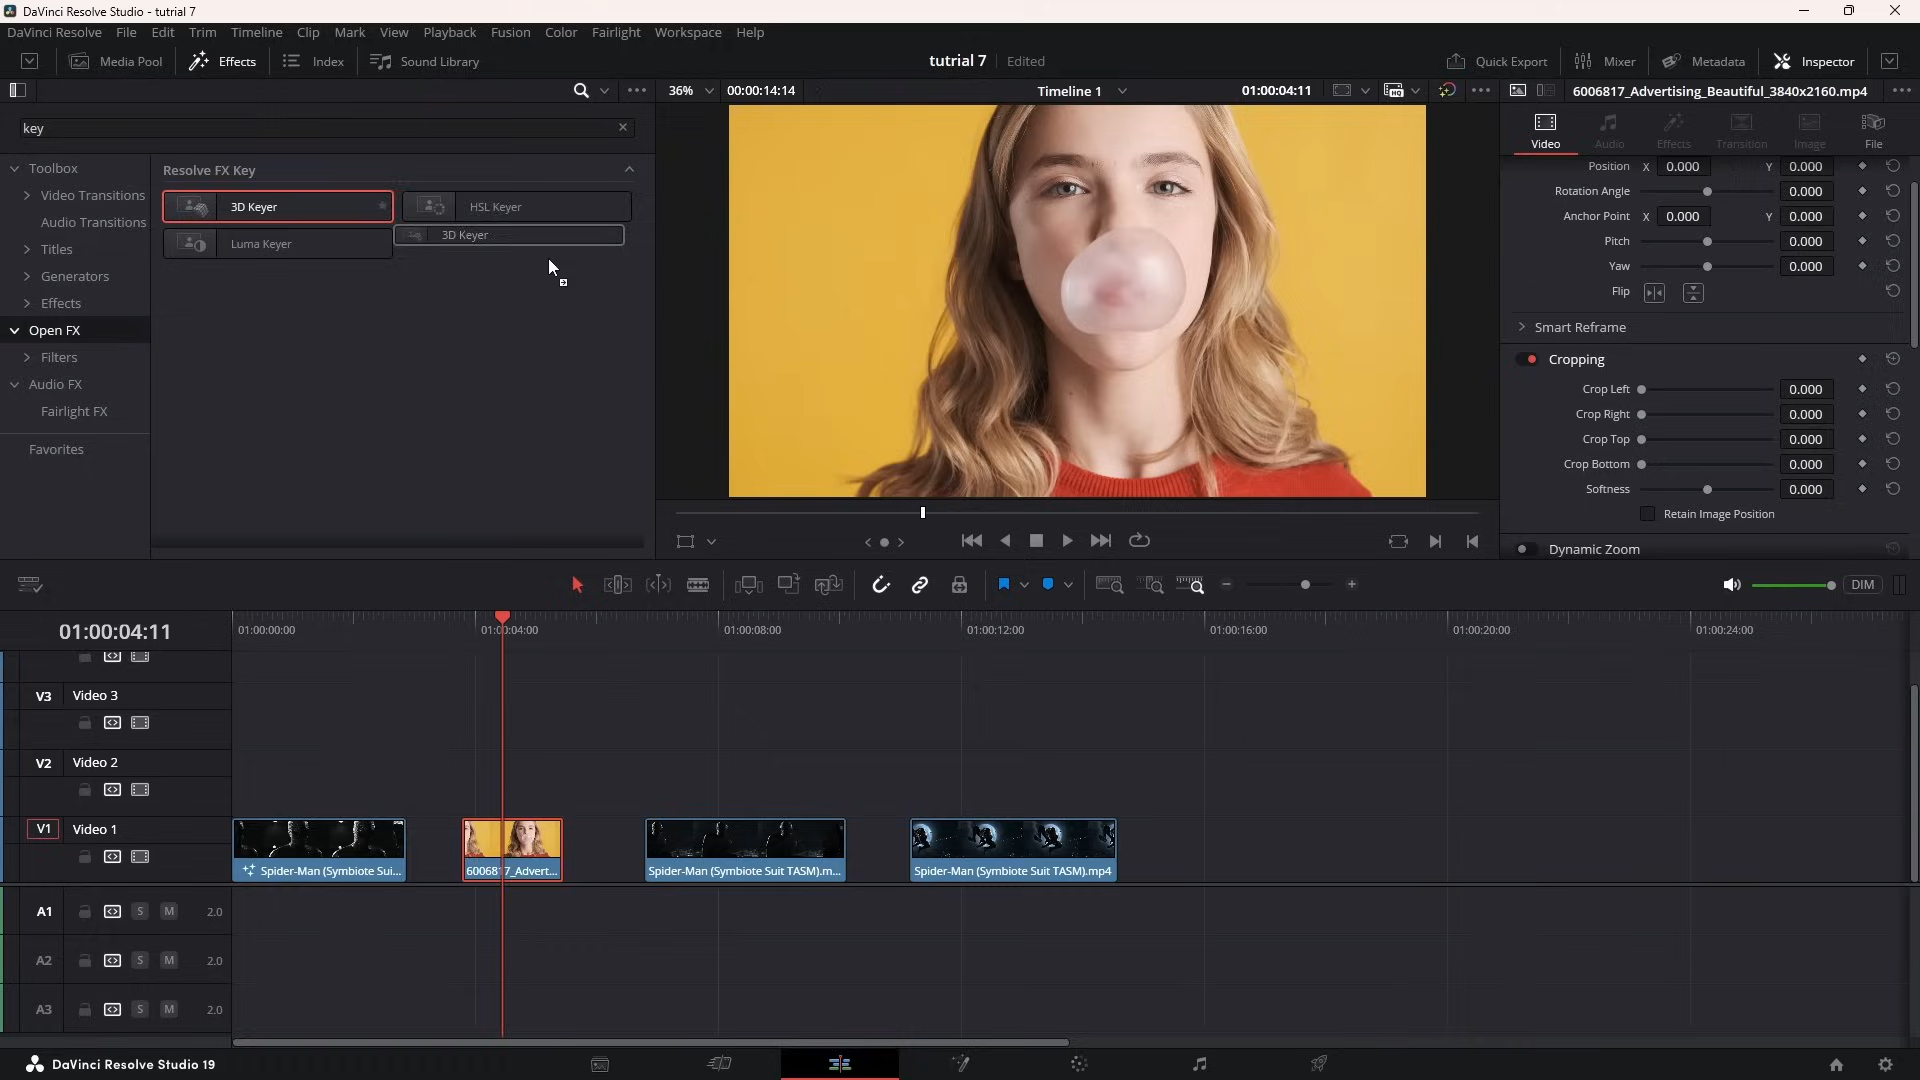 DaVinci Resolve Studio - tutrial 7
DaVinci Resolve File Edit Trim Timeline Clip Mark View Playback Fusion Color Fairlight Workspace Help
Media Pool Effects Index Sound Library
tutrial 7 Edited
Quick Export Mixer Metadata Inspector
36% 00:00:14:14 Timeline 1 01:00:04:11
6006817_Advertising_Beautiful_3840x2160.mp4
key
Toolbox
Video Transitions
Audio Transitions
Titles
Generators
Effects
Open FX
Filters
Audio FX
Fairlight FX
Favorites
Resolve FX Key
3D Keyer
HSL Keyer
Luma Keyer
3D Keyer
Video Audio Effects Transition Image File
Position X 0.000 Y 0.000
Rotation Angle 0.000
Anchor Point X 0.000 Y 0.000
Pitch 0.000
Yaw 0.000
Flip
Smart Reframe
Cropping
Crop Left 0.000
Crop Right 0.000
Crop Top 0.000
Crop Bottom 0.000
Softness 0.000
Retain Image Position
Dynamic Zoom
DIM
01:00:04:11
01:00:00:00 01:00:04:00 01:00:08:00 01:00:12:00 01:00:16:00 01:00:20:00 01:00:24:00
V3 Video 3
V2 Video 2
V1 Video 1
Spider-Man (Symbiote Sui...
6006817_Advert...
Spider-Man (Symbiote Suit TASM).m...
Spider-Man (Symbiote Suit TASM).mp4
A1 S M 2.0
A2 S M 2.0
A3 S M 2.0
DaVinci Resolve Studio 19